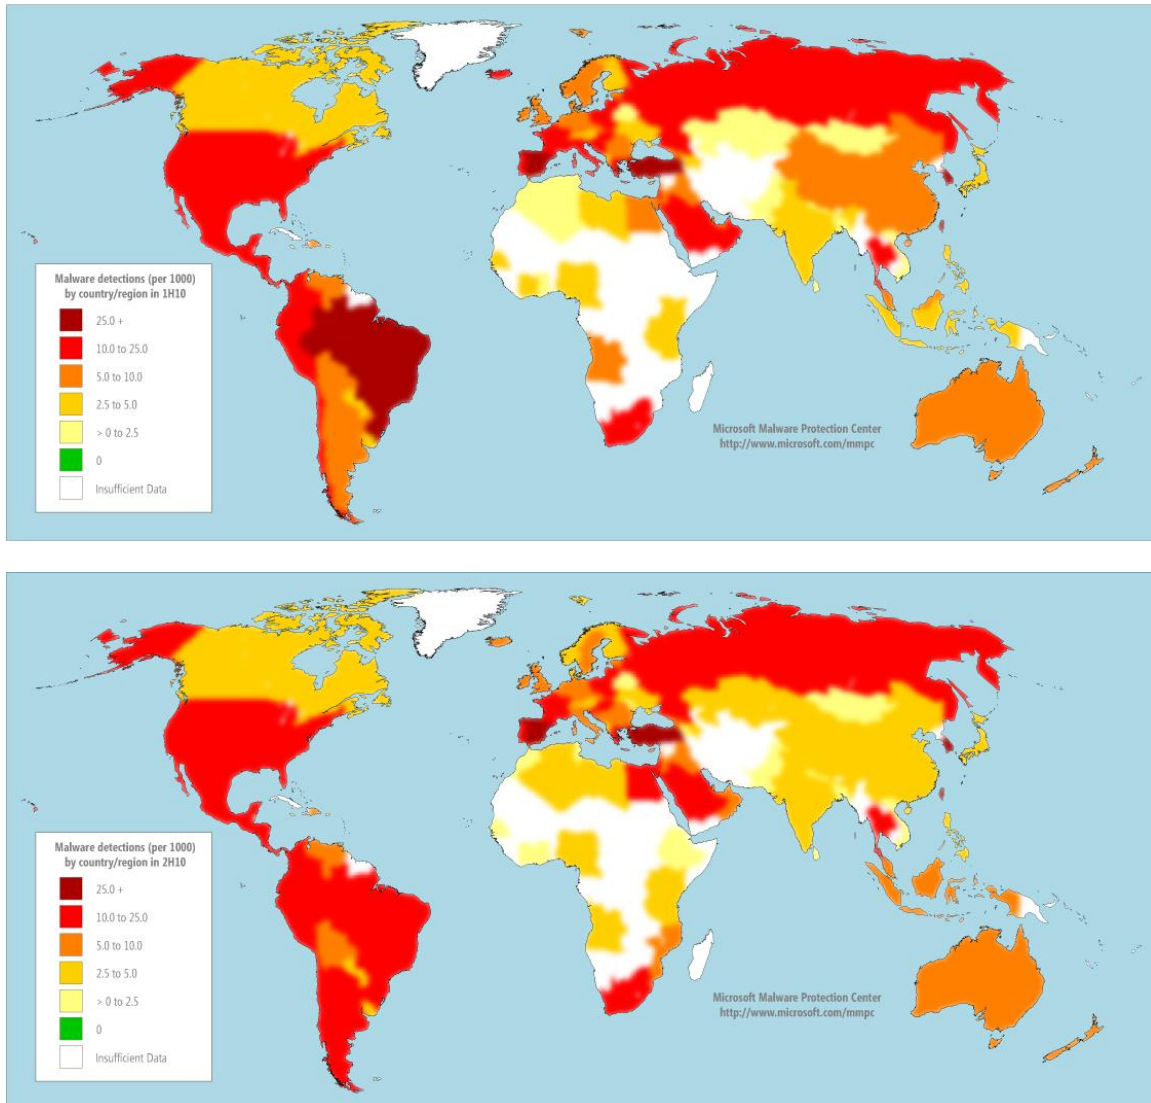 Malware detections (per 1000)
by country/region in 1H10
25.0 +
10.0 to 25.0
5.0 to 10.0
2.5 to 5.0
> 0 to 2.5
0
Insufficient Data
Microsoft Malware Protection Center
http://www.microsoft.com/mmpc
Malware detections (per 1000)
by country/region in 2H10
25.0 +
10.0 to 25.0
5.0 to 10.0
2.5 to 5.0
> 0 to 2.5
0
Insufficient Data
Microsoft Malware Protection Center
http://www.microsoft.com/mmpc